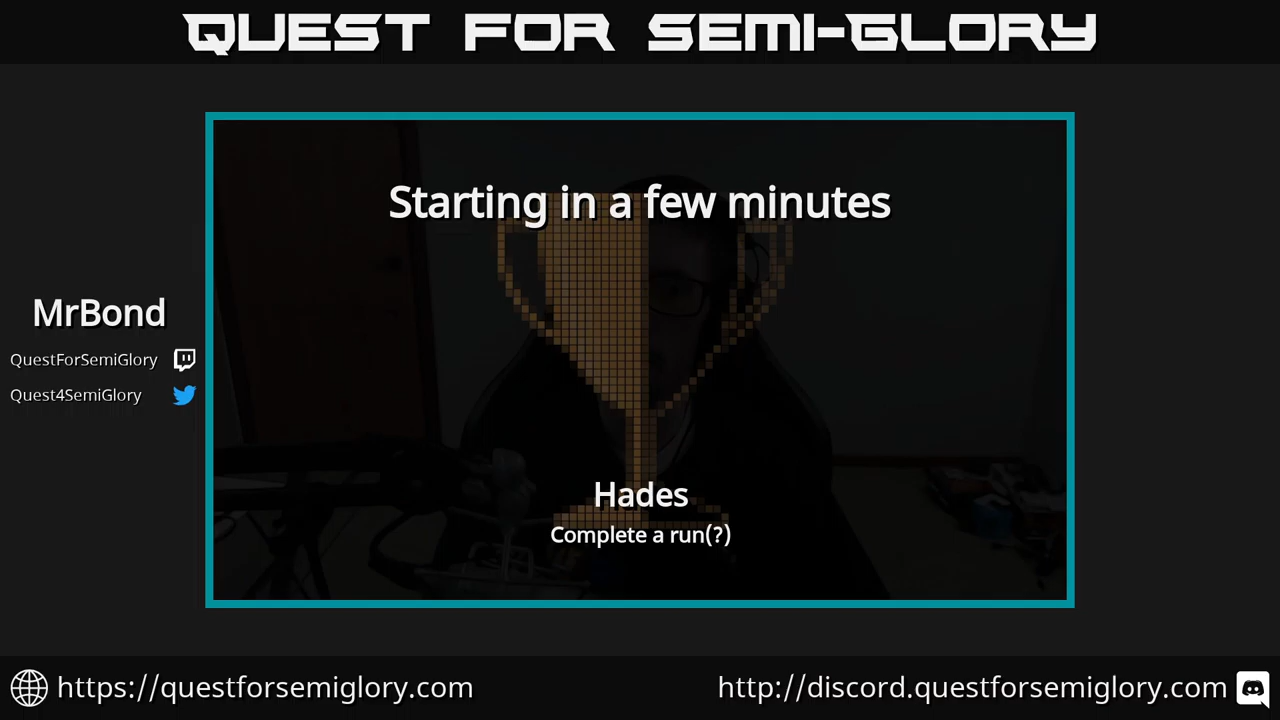 QUEST FOR SEMI-GLORY
Starting in a few minutes
MrBond
QuestForSemiGlory
Quest4SemiGlory
Hades
Complete a run(?)
https://questforsemiglory.com
http://discord.questforsemiglory.com